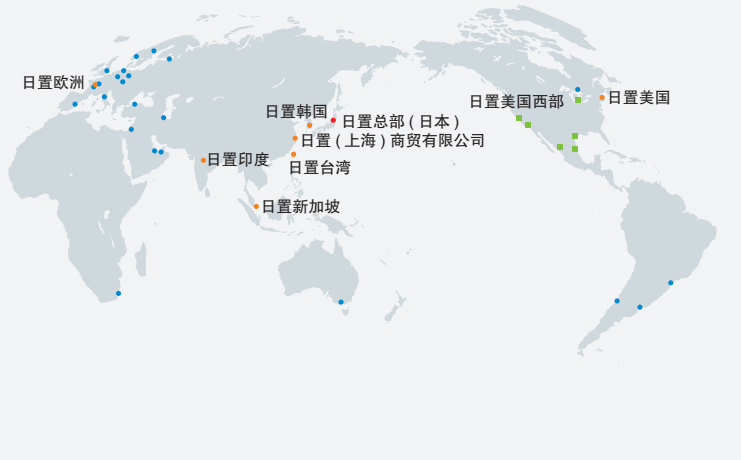 日置欧洲
日置美国西部
日置美国
日置韩国
日置总部 ( 日本 )
日置 ( 上海 ) 商贸有限公司
日置印度
日置台湾
日置新加坡